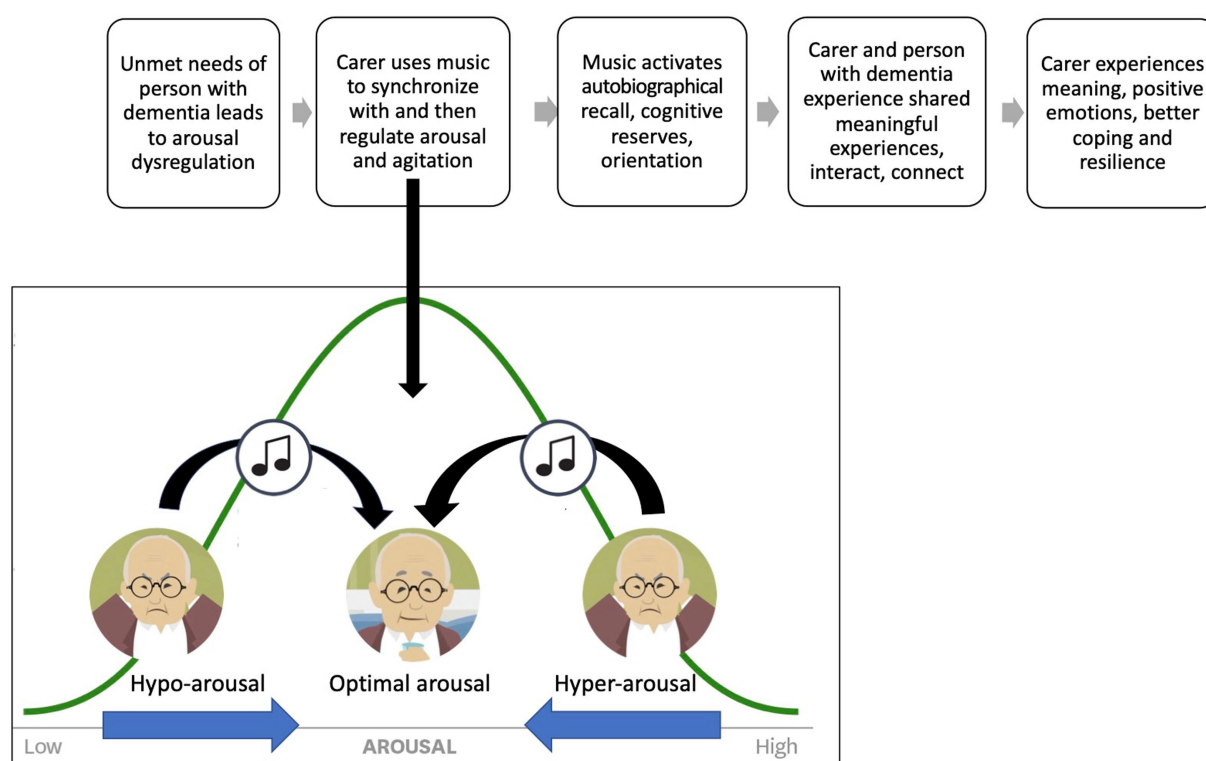 Unmet needs of
person with
dementia leads
to arousal
dysregulation
Carer uses music
to synchronize
with and then
regulate arousal
and agitation
Music activates
autobiographical
recall, cognitive
reserves,
orientation
Carer and person
with dementia
experience shared
meaningful
experiences,
interact, connect
Carer experiences
meaning, positive
emotions, better
coping and
resilience
Hypo-arousal
Optimal arousal
Hyper-arousal
Low
AROUSAL
High